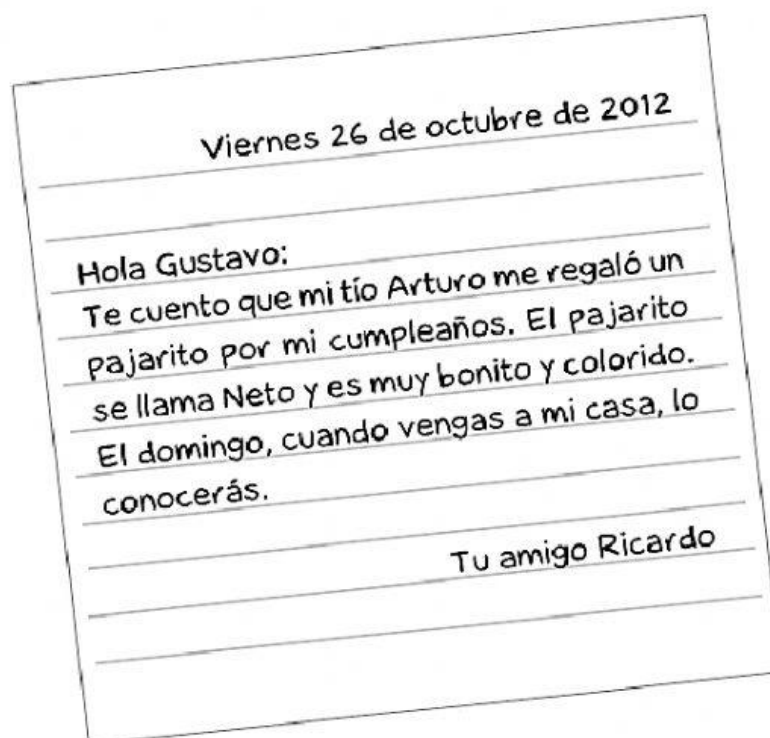 Viernes 26 de octubre de 2012
Hola Gustavo:
Te cuento que mi tío Arturo me regaló un
pajarito por mi cumpleaños. El pajarito
se llama Neto y es muy bonito y colorido.
El domingo, cuando vengas a mi casa, lo
conocerás.
Tu amigo Ricardo